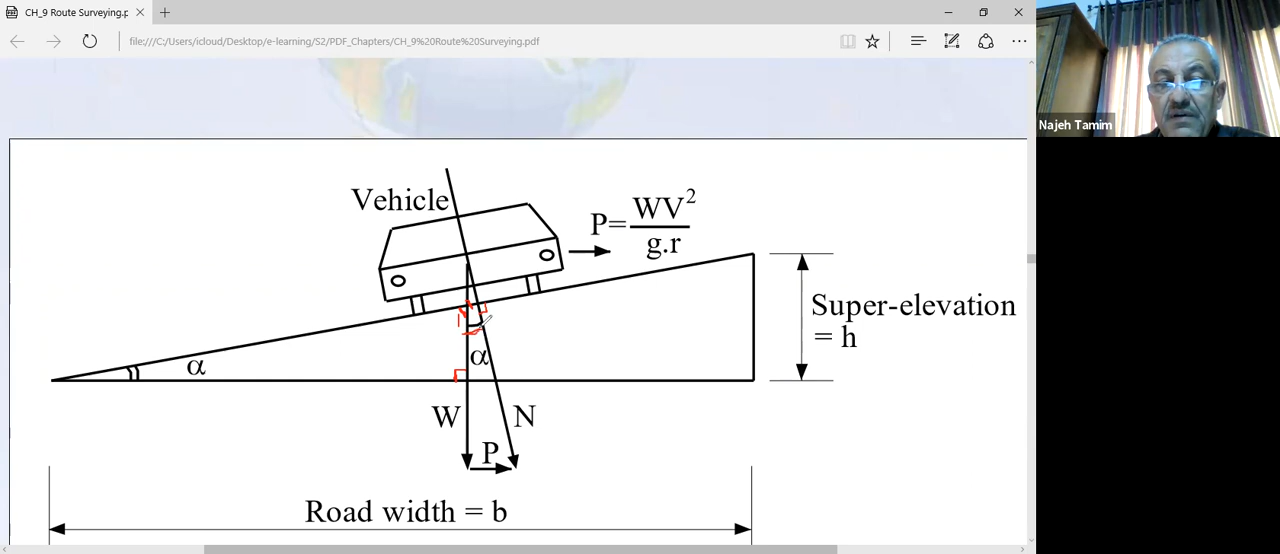 CH_9 Route Surveying.p
file:///C:/Users/icloud/Desktop/e-learning/S2/PDF_Chapters/CH_9%20Route%20Surveying.pdf
Najeh Tamim
Vehicle
P=WV²/g.r
Super-elevation
= h
α
α
W
N
P
Road width = b